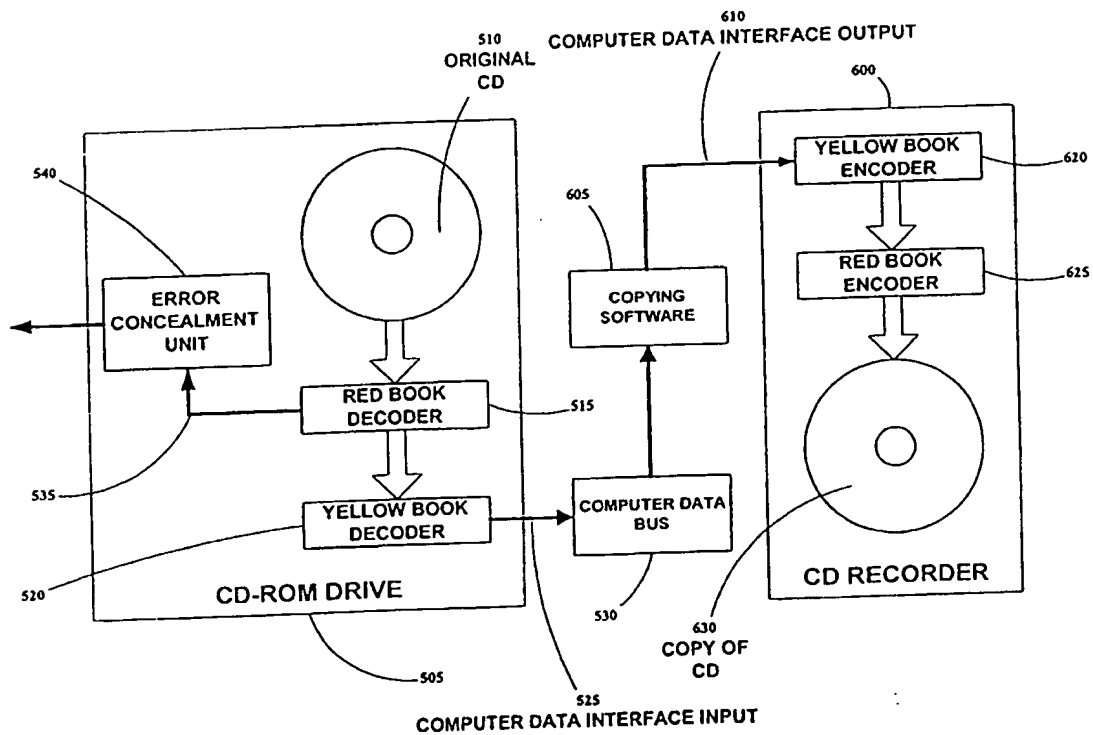 610
COMPUTER DATA INTERFACE OUTPUT
510
ORIGINAL
CD
600
540
605
YELLOW BOOK
ENCODER
620
RED BOOK
ENCODER
625
ERROR
CONCEALMENT
UNIT
COPYING
SOFTWARE
RED BOOK
DECODER
515
535
YELLOW BOOK
DECODER
COMPUTER DATA
BUS
520
CD-ROM DRIVE
CD RECORDER
530
630
COPY OF
CD
505
525
COMPUTER DATA INTERFACE INPUT